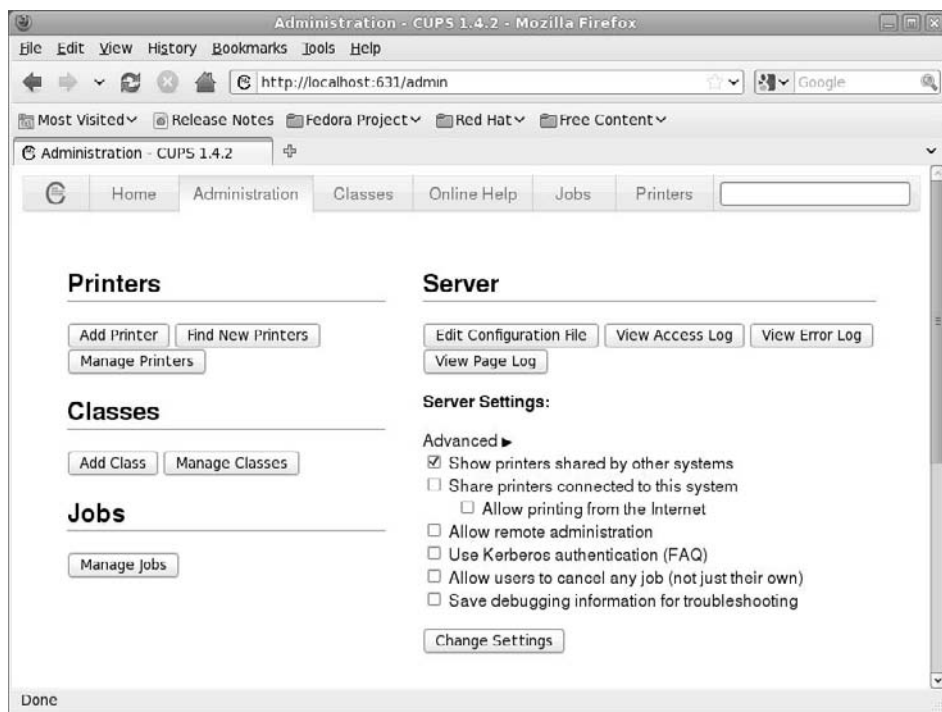 Administration - CUPS 1.4.2 - Mozilla Firefox
File Edit View History Bookmarks Tools Help
http://localhost:631/admin Google
Most Visited Release Notes Fedora Project Red Hat Free Content
Administration - CUPS 1.4.2
Home Administration Classes Online Help Jobs Printers
Printers
Add Printer Find New Printers
Manage Printers
Classes
Add Class Manage Classes
Jobs
Manage Jobs
Server
Edit Configuration File View Access Log View Error Log
View Page Log
Server Settings:
Advanced ▶
Show printers shared by other systems
Share printers connected to this system
Allow printing from the Internet
Allow remote administration
Use Kerberos authentication (FAQ)
Allow users to cancel any job (not just their own)
Save debugging information for troubleshooting
Change Settings
Done